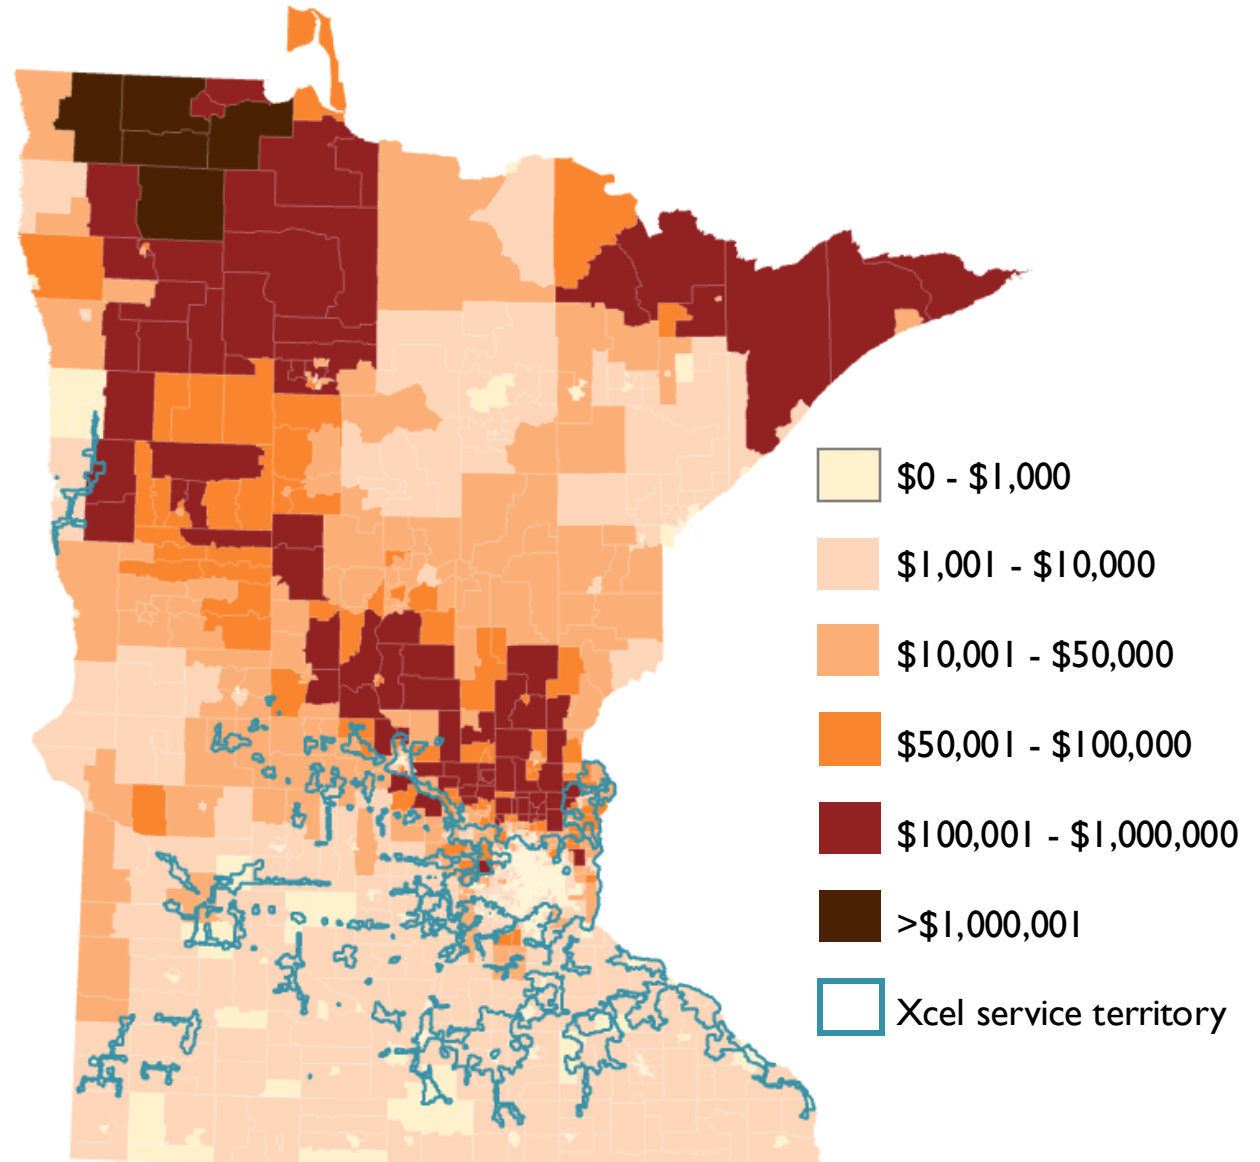 $0 - $1,000
$1,001 - $10,000
$10,001 - $50,000
$50,001 - $100,000
$100,001 - $1,000,000
>$1,000,001
Xcel service territory